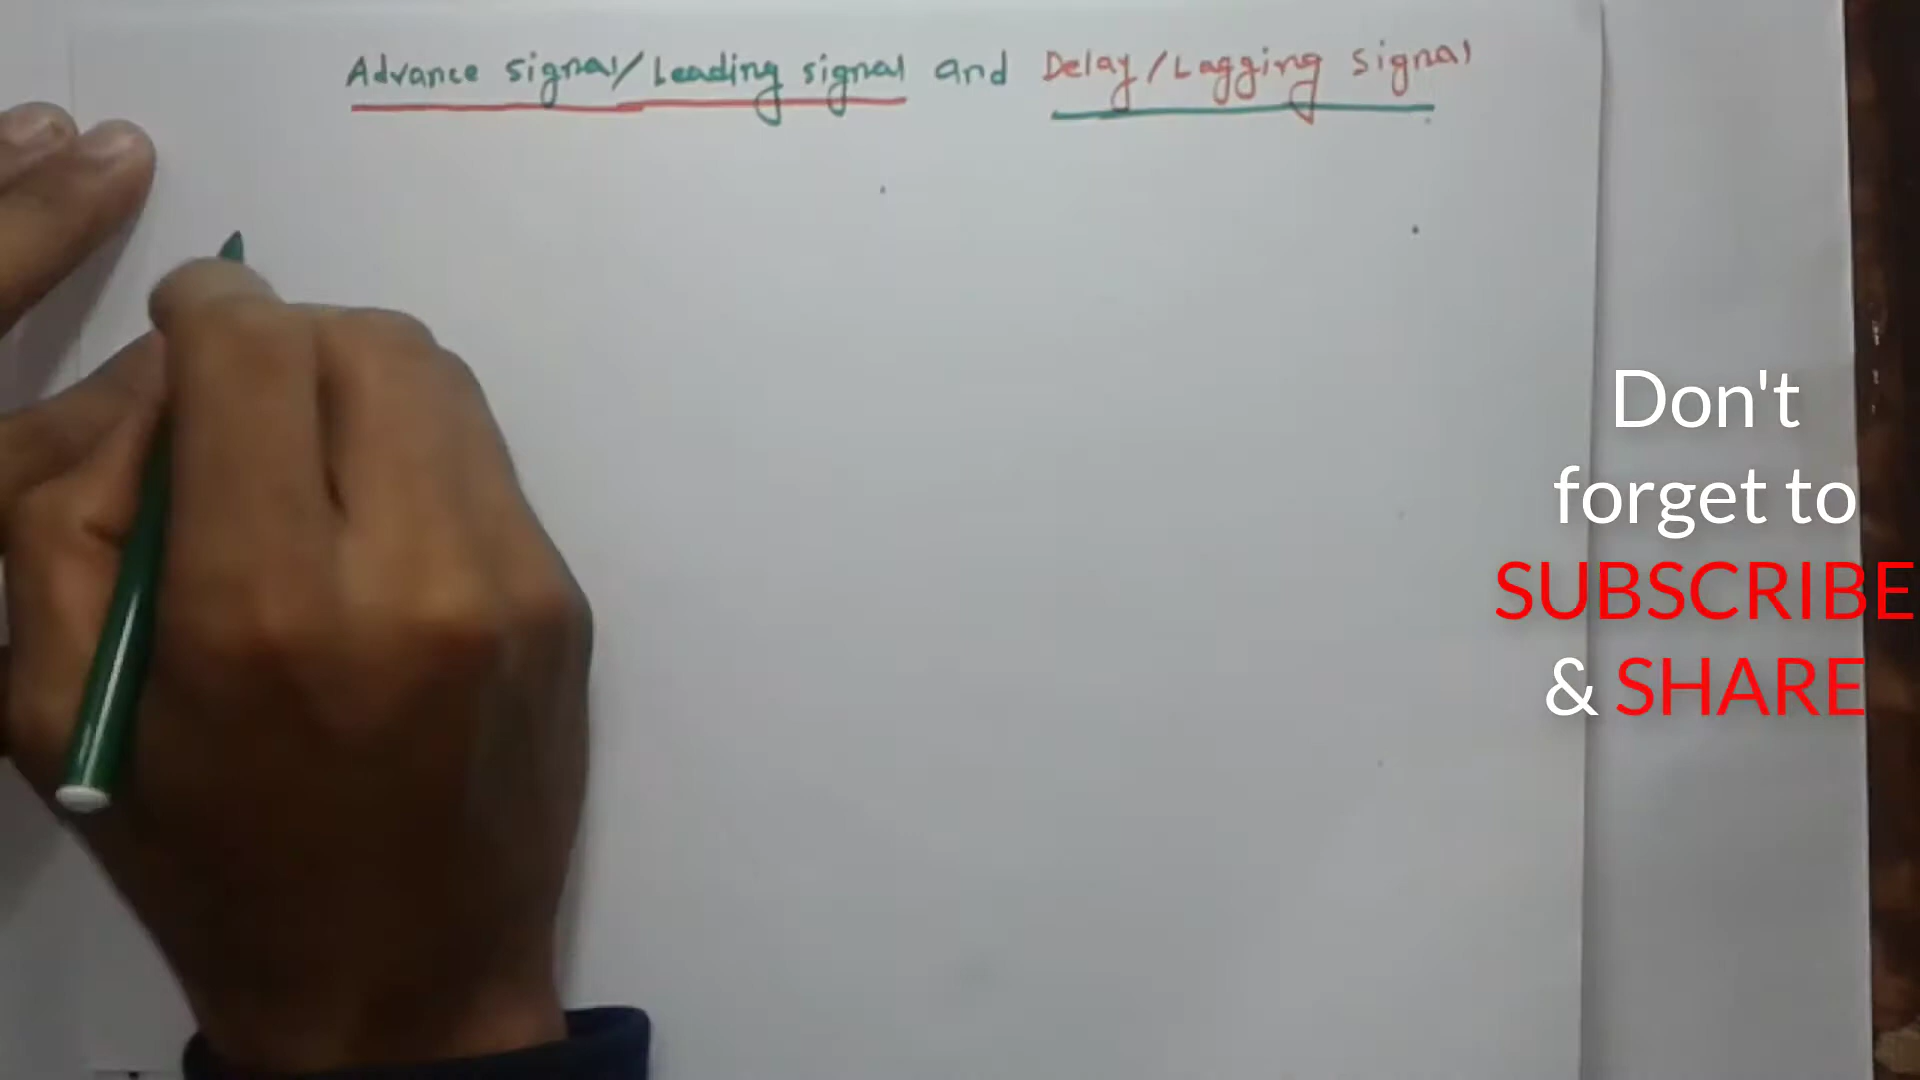 Advance signal/Leading signal and Delay/Lagging signal
Don't
forget to
SUBSCRIBE
& SHARE